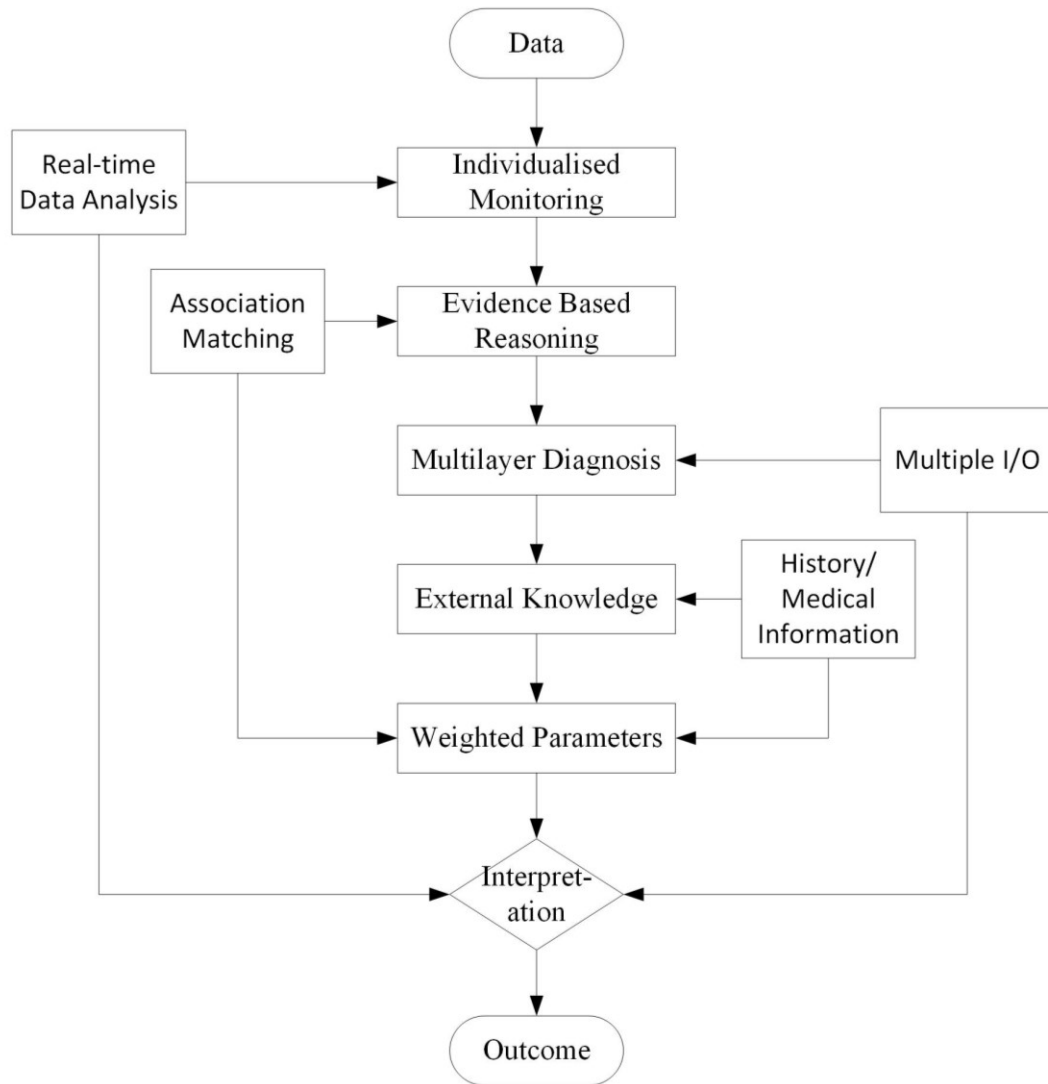 Data
Real-time
Data Analysis
Individualised
Monitoring
Association
Matching
Evidence Based
Reasoning
Multilayer Diagnosis
Multiple I/O
External Knowledge
History/
Medical
Information
Weighted Parameters
Interpret-
ation
Outcome